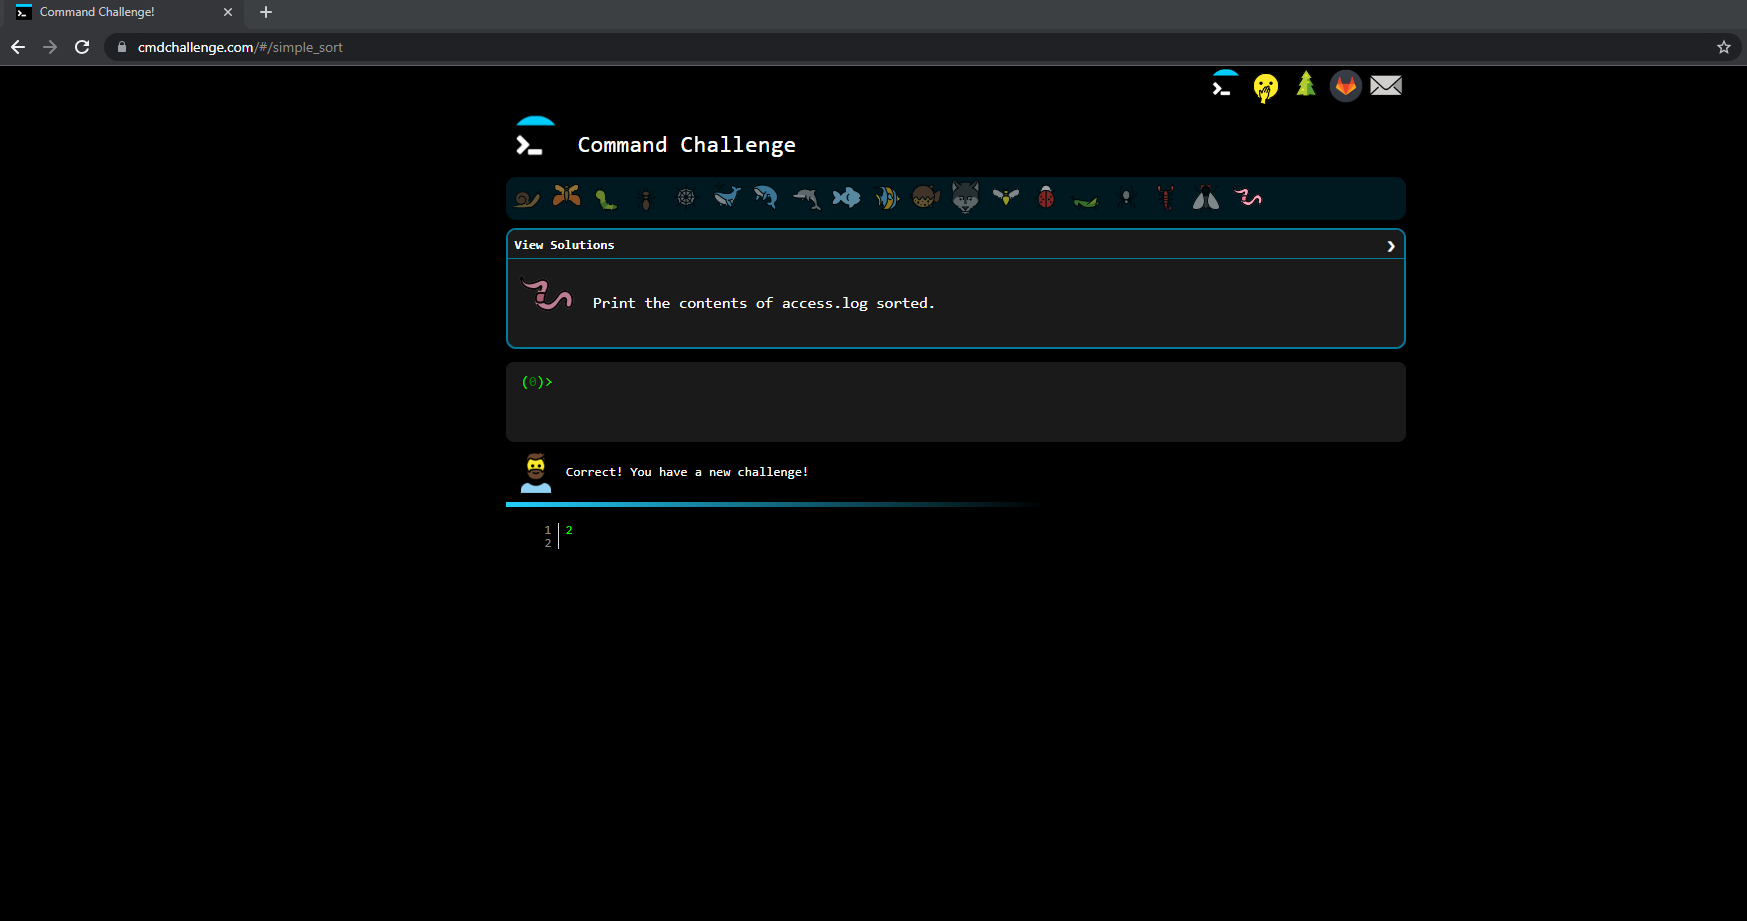 Command Challenge!
cmdchallenge.com/#/simple_sort
Command Challenge
View Solutions
Print the contents of access.log sorted.
(0)>
Correct! You have a new challenge!
1 2
2